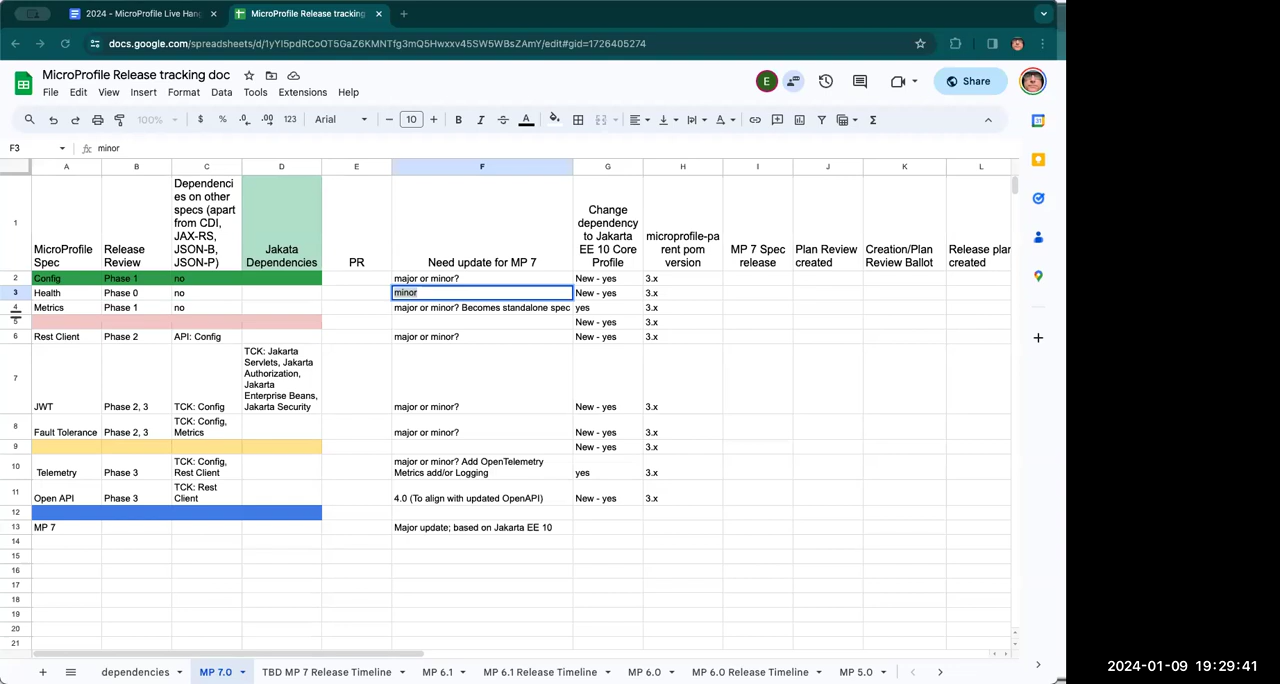 2024 - MicroProfile Live Hang
MicroProfile Release tracking
docs.google.com/spreadsheets/d/1yYI5pdRCoOT5GaZ6KMNTfg3mQ5Hwxxv45SW5WBsZAmY/edit#gid=1726405274
MicroProfile Release tracking doc
E
Share
File Edit View Insert Format Data Tools Extensions Help
100% $ % .0 .00 123 Arial 10 B I A
F3 fx minor
A B C D E F G H I J K L
1
MicroProfile Spec
Release Review
Dependenci
es on other
specs (apart
from CDI,
JAX-RS,
JSON-B,
JSON-P)
Jakata
Dependencies
PR
Need update for MP 7
Change
dependency
to Jakarta
EE 10 Core
Profile
microprofile-pa
rent pom
version
MP 7 Spec
release
Plan Review
created
Creation/Plan
Review Ballot
Release plan
created
2 Config Phase 1 no major or minor? New - yes 3.x
3 Health Phase 0 no minor New - yes 3.x
4 Metrics Phase 1 no major or minor? Becomes standalone spec yes 3.x
5 New - yes 3.x
6 Rest Client Phase 2 API: Config major or minor? New - yes 3.x
7 JWT Phase 2, 3 TCK: Config
TCK: Jakarta
Servlets, Jakarta
Authorization,
Jakarta
Enterprise Beans,
Jakarta Security
major or minor? New - yes 3.x
8 Fault Tolerance Phase 2, 3
TCK: Config,
Metrics
major or minor? New - yes 3.x
9 New - yes 3.x
10 Telemetry Phase 3
TCK: Config,
Rest Client
major or minor? Add OpenTelemetry
Metrics add/or Logging
yes 3.x
11 Open API Phase 3
TCK: Rest
Client
4.0 (To align with updated OpenAPI) New - yes 3.x
12
13 MP 7 Major update; based on Jakarta EE 10
14
15
16
17
18
19
20
21
dependencies MP 7.0 TBD MP 7 Release Timeline MP 6.1 MP 6.1 Release Timeline MP 6.0 MP 6.0 Release Timeline MP 5.0
2024-01-09 19:29:41